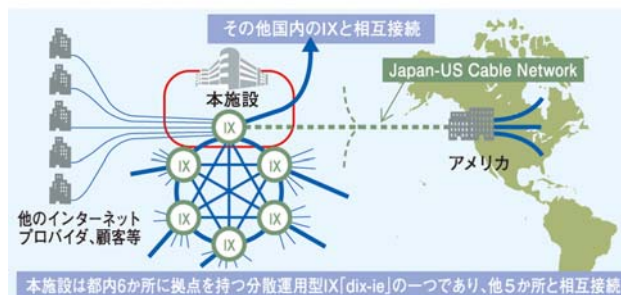 その他国内のIXと相互接続
本施設
Japan-US Cable Network
IX
IX
IX
IX
IX
IX
アメリカ
他のインターネット
プロバイダ、顧客等
本施設は都内6か所に拠点を持つ分散運用型IX「dix-ie」の一つであり、他5か所と相互接続